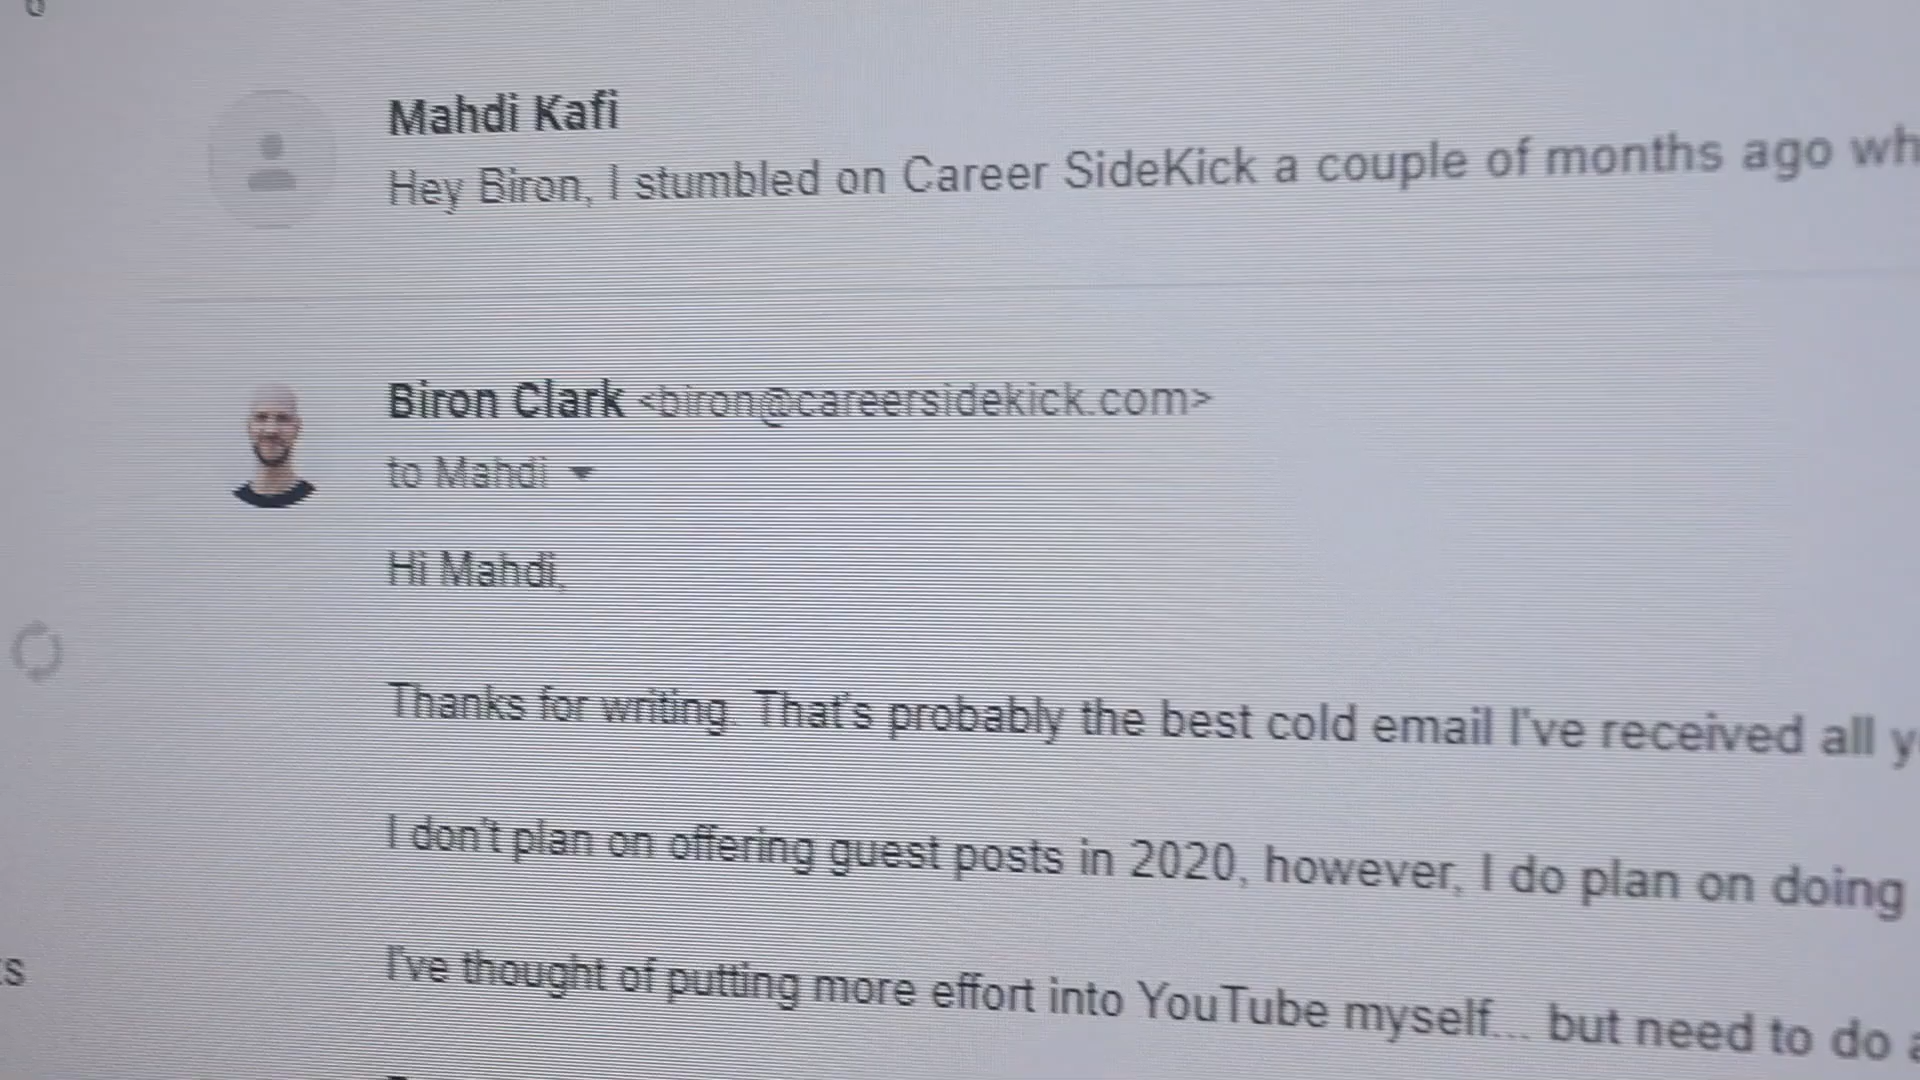 Mahdi Kafi
Hey Biron, I stumbled on Career SideKick a couple of months ago wh
Biron Clark <biron@careersidekick.com>
to Mahdi
Hi Mahdi,
Thanks for writing. That's probably the best cold email I've received all y
I don't plan on offering guest posts in 2020, however, I do plan on doing
I've thought of putting more effort into YouTube myself... but need to do a